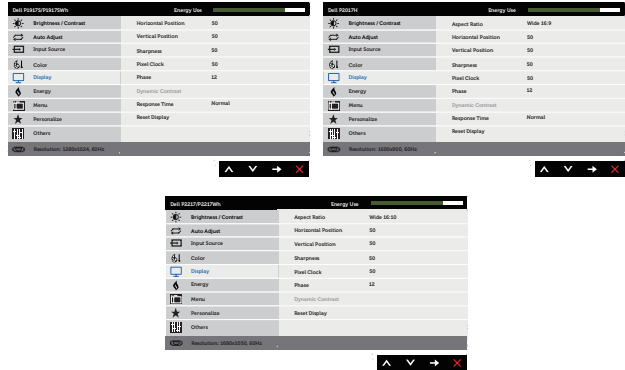 Dell P1917S/P1917SWh Energy Use
Brightness / Contrast Horizontal Position 50
Auto Adjust Vertical Position 50
Input Source Sharpness 50
Color Pixel Clock 50
Display Phase 12
Energy Dynamic Contrast
Menu Response Time Normal
Personalize Reset Display
Others
Resolution: 1280x1024, 60Hz
Dell P2017H Energy Use
Brightness / Contrast Aspect Ratio Wide 16:9
Auto Adjust Horizontal Position 50
Input Source Vertical Position 50
Color Sharpness 50
Display Pixel Clock 50
Energy Phase 12
Menu Dynamic Contrast
Personalize Response Time Normal
Others Reset Display
Resolution: 1600x900, 60Hz
Dell P2217/P2217Wh Energy Use
Brightness / Contrast Aspect Ratio Wide 16:10
Auto Adjust Horizontal Position 50
Input Source Vertical Position 50
Color Sharpness 50
Display Pixel Clock 50
Energy Phase 12
Menu Dynamic Contrast
Personalize Reset Display
Others
Resolution: 1680x1050, 60Hz